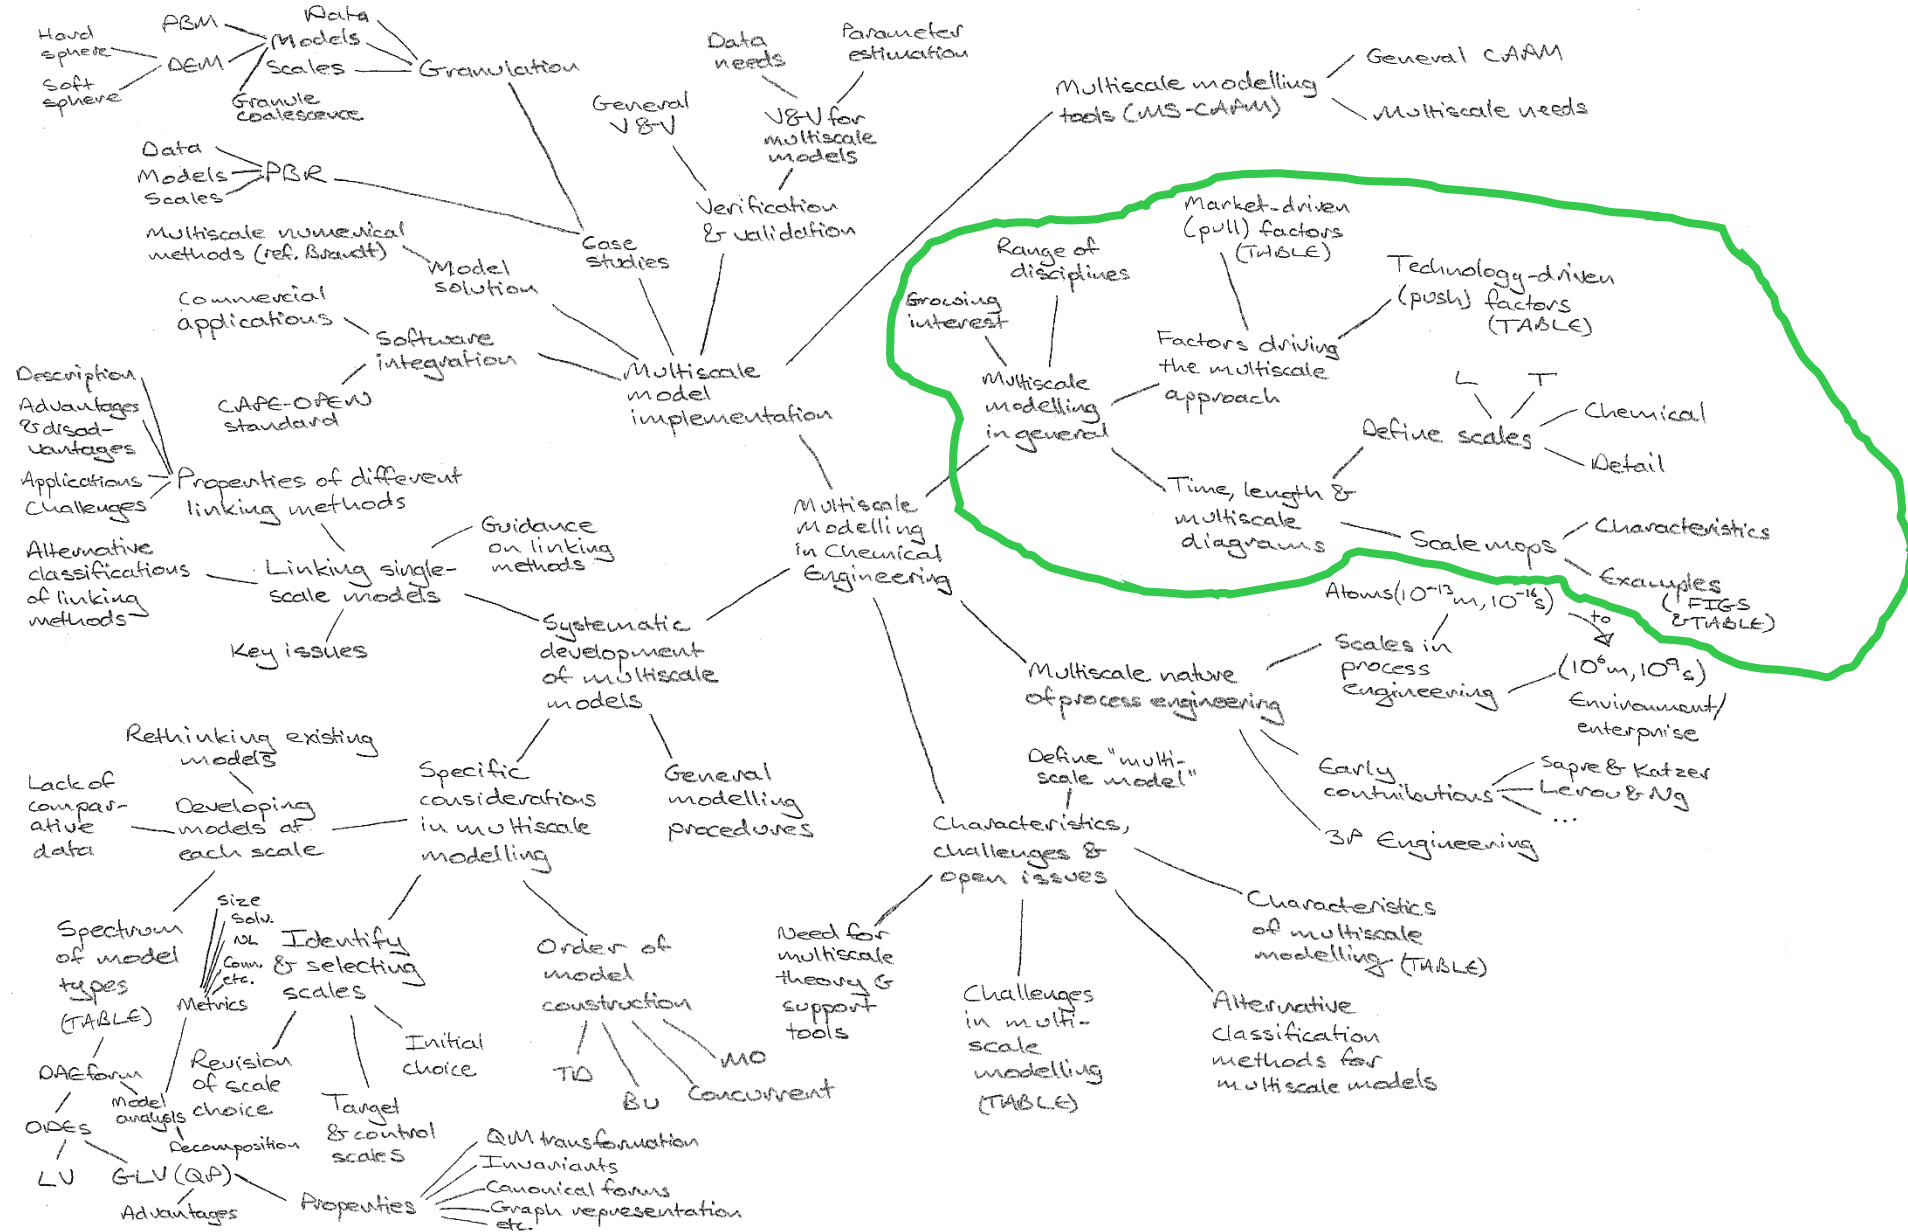 Hard
sphere
Soft
sphere
PBM
DEM
Data
Models
Scales
Granule
coalescence
Granulation
Data
needs
Parameter
estimation
General
V&V
V&V for
multiscale
models
Verification
& validation
Multiscale modelling
tools (MS-CAPM)
General CAPM
Multiscale needs
Data
Models
Scales
PBR
Case
studies
Multiscale numerical
methods (ref. Brandt)
Model
solution
Commercial
applications
Software
integration
CAPE-OPEN
standard
Multiscale
model
implementation
Growing
interest
Range of
disciplines
Market-driven
(pull) factors
(TABLE)
Technology-driven
(push) factors
(TABLE)
Factors driving
the multiscale
approach
Multiscale
modelling
in general
L T
Define scales
Chemical
Detail
Time, length &
multiscale
diagrams
Scale maps
Characteristics
Examples
(FIGS
& TABLE)
Description
Advantages
& disad-
vantages
Applications
Challenges
Properties of different
linking methods
Alternative
classifications
of linking
methods
Linking single-
scale models
Guidance
on linking
methods
Key issues
Multiscale
Modelling
in Chemical
Engineering
Systematic
development
of multiscale
models
Atoms (10⁻¹³m, 10⁻¹⁶s)
to
(10⁶m, 10⁹s)
Environment/
enterprise
Scales in
process
engineering
Multiscale nature
of process engineering
Early
contributions
Sapre & Katzer
Lerou & Ng
...
3P Engineering
Rethinking existing
models
Lack of
compar-
ative
data
Developing
models at
each scale
Specific
considerations
in multiscale
modelling
General
modelling
procedures
Define "multi-
scale model"
Characteristics,
challenges &
open issues
Characteristics
of multiscale
modelling (TABLE)
Need for
multiscale
theory &
support
tools
Challenges
in multi-
scale
modelling
(TABLE)
Alternative
classification
methods for
multiscale models
Spectrum
of model
types
(TABLE)
size
solv.
NL
Conn.
etc.
Metrics
Identify
& selecting
scales
Order of
model
construction
Revision
of scale
choice
Target
& control
scales
Initial
choice
TD
BU
Concurrent
MO
DAE form
Model
analysis
Decomposition
ODEs
LV
GLV (QP)
Advantages
Properties
QM transformation
Invariants
Canonical forms
Graph representation
etc.